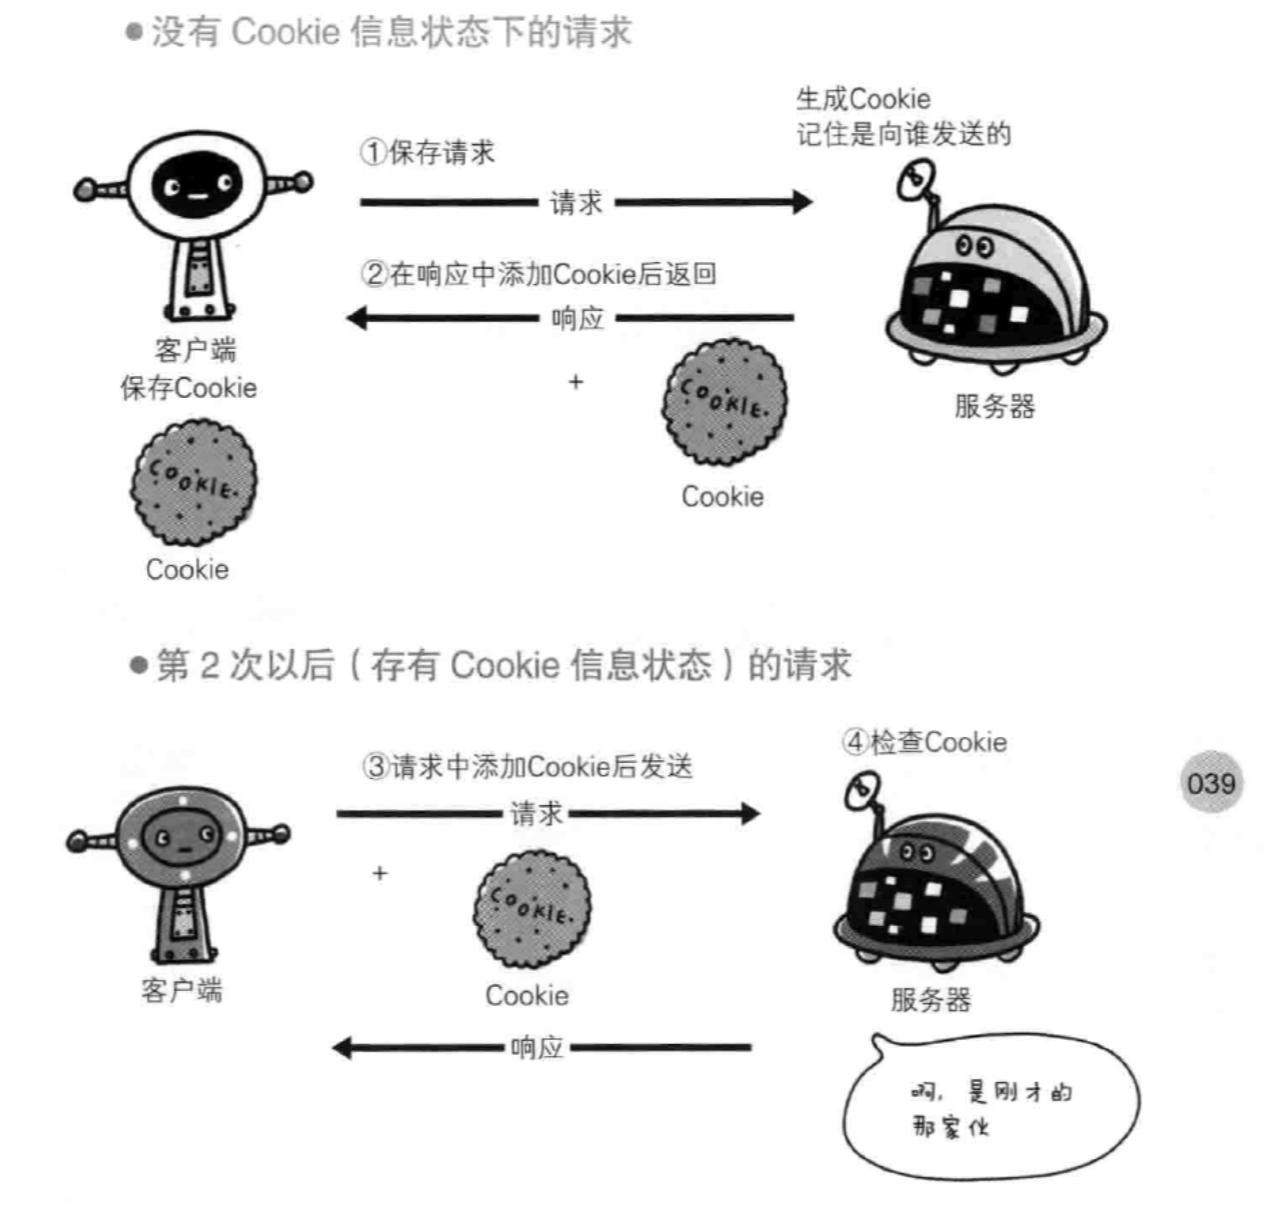 ●没有 Cookie 信息状态下的请求
生成Cookie
记住是向谁发送的
①保存请求
请求
②在响应中添加Cookie后返回
响应
客户端
保存Cookie
+
COOKIE.
服务器
Cookie
COOKIE.
Cookie
●第 2 次以后（存有 Cookie 信息状态）的请求
④检查Cookie
③请求中添加Cookie后发送
039
请求
+
COOKIE.
客户端
Cookie
服务器
响应
啊，是刚才的
那家伙